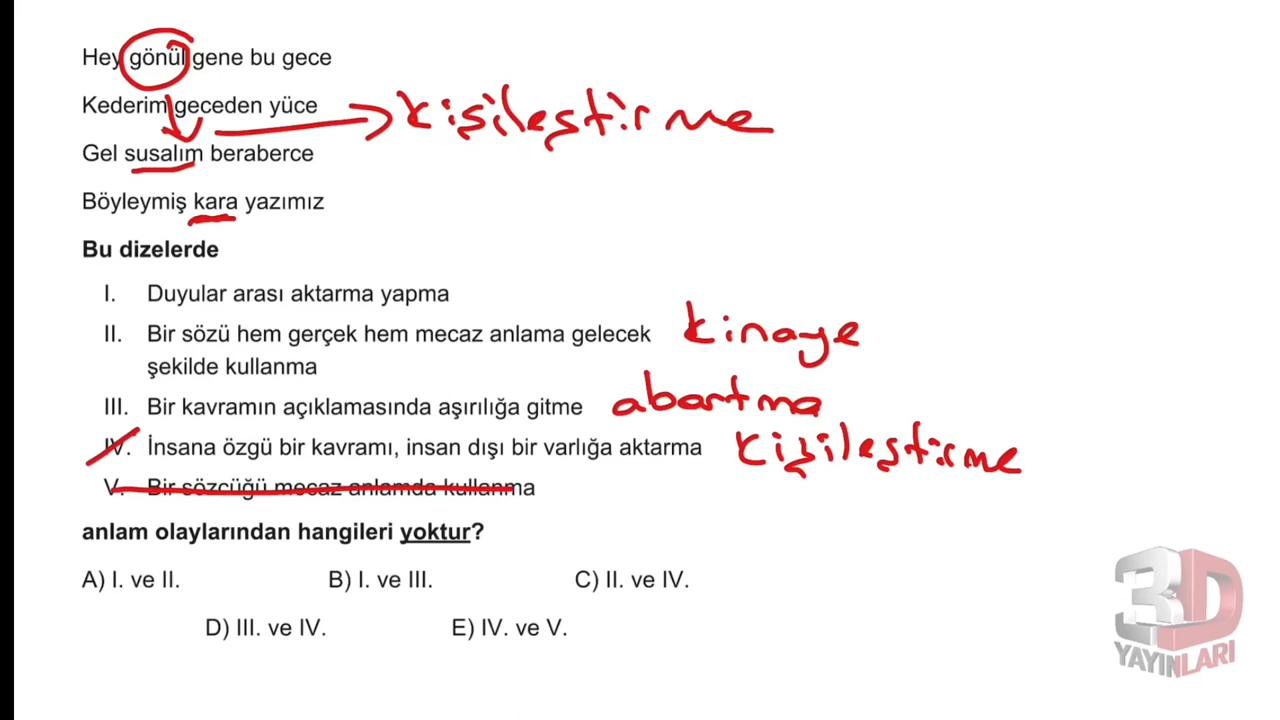 Hey gönül gene bu gece
Kederim geceden yüce
kişileştirme
Gel susalım beraberce
Böyleymiş kara yazımız
Bu dizelerde
I. Duyular arası aktarma yapma
II. Bir sözü hem gerçek hem mecaz anlama gelecek
şekilde kullanma
kinaye
III. Bir kavramın açıklamasında aşırılığa gitme
abartma
IV. İnsana özgü bir kavramı, insan dışı bir varlığa aktarma
kişileştirme
V. Bir sözcüğü mecaz anlamda kullanma
anlam olaylarından hangileri yoktur?
A) I. ve II. B) I. ve III. C) II. ve IV.
D) III. ve IV. E) IV. ve V.
3D
YAYINLARI